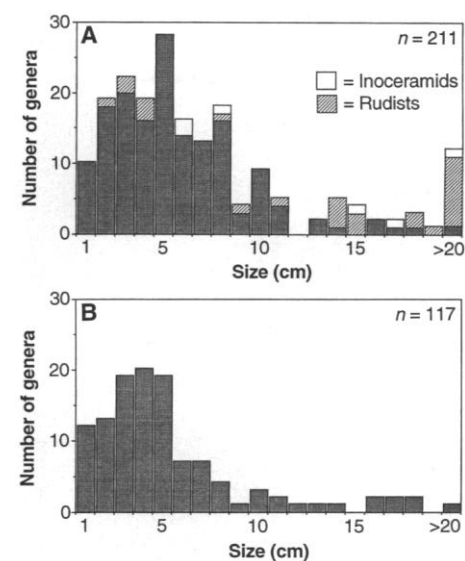 Number of genera
30
20
10
0
A
n = 211
= Inoceramids
= Rudists
1 5 10 15 >20
Size (cm)
Number of genera
30
20
10
0
B
n = 117
1 5 10 15 >20
Size (cm)